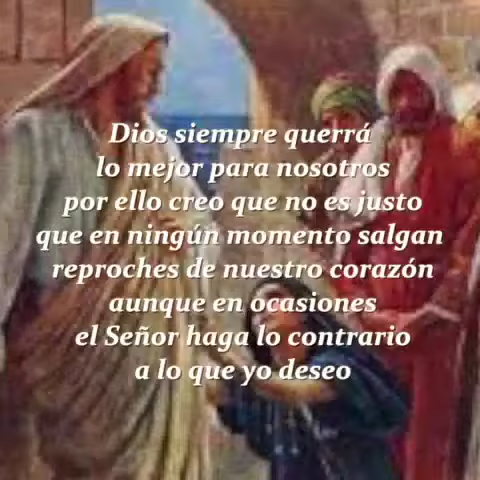 Dios siempre querrá
lo mejor para nosotros
por ello creo que no es justo
que en ningún momento salgan
reproches de nuestro corazón
aunque en ocasiones
el Señor haga lo contrario
a lo que yo deseo